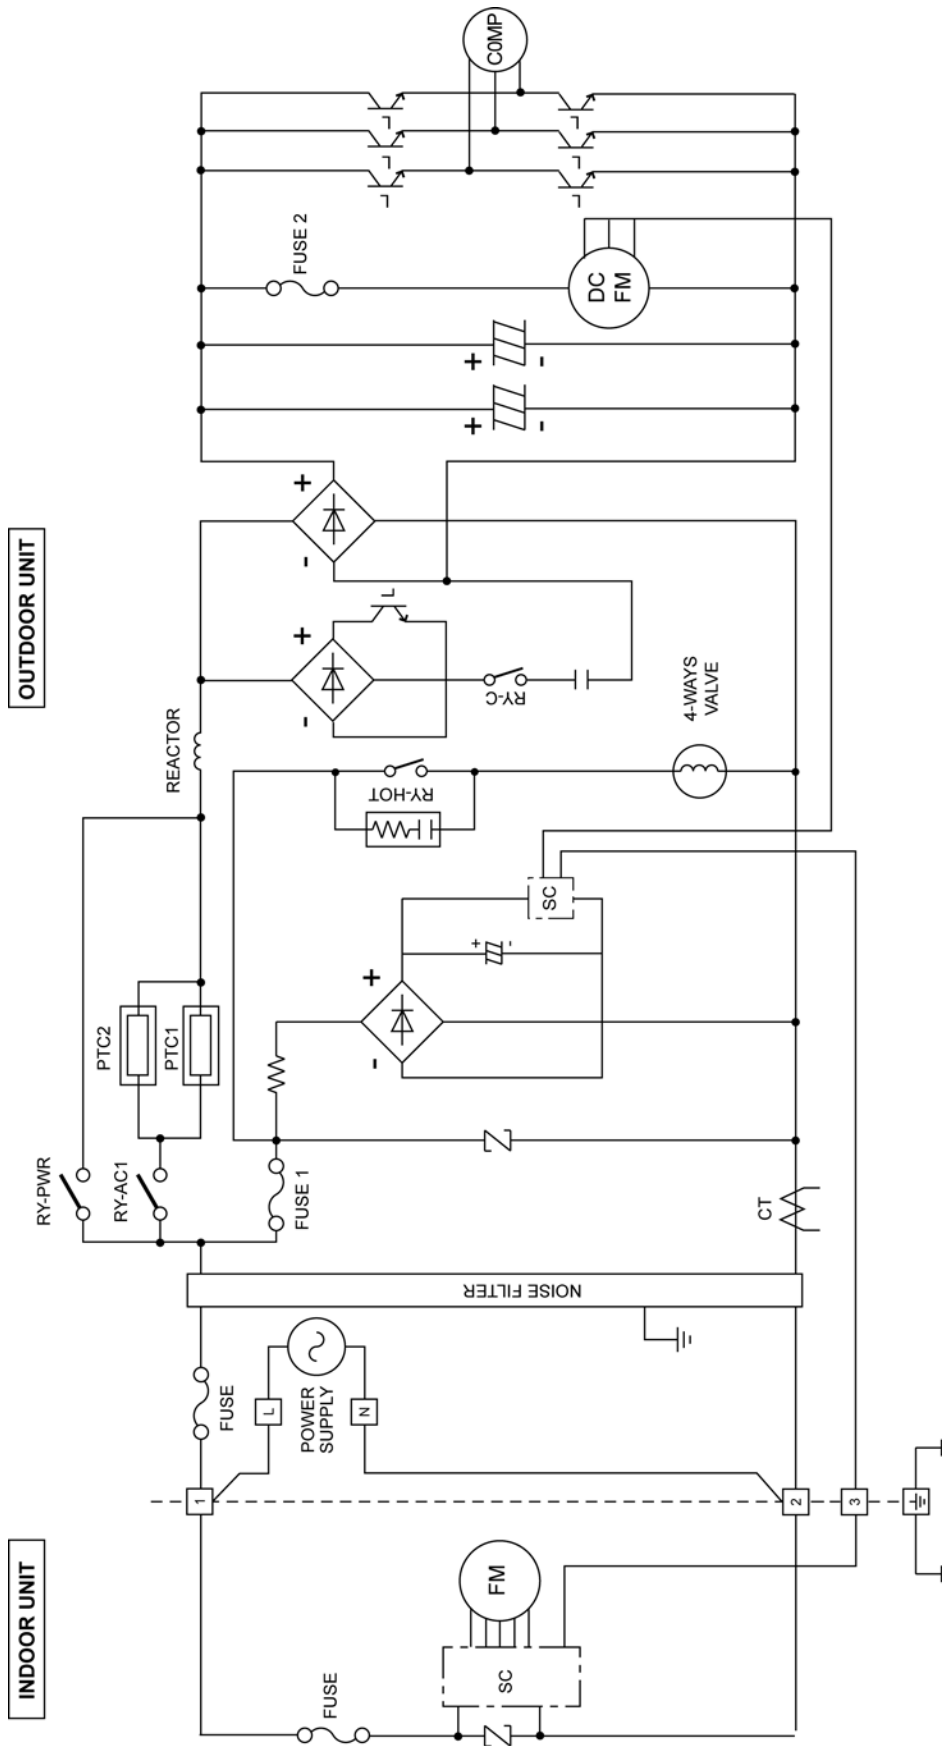 OUTDOOR UNIT
INDOOR UNIT
COMP
FUSE 2
DC
FM
+
-
+
-
+
-
+
-
REACTOR
RY-C
4-WAYS
VALVE
RY-HOT
SC
+
-
+
-
PTC2
PTC1
RY-PWR
RY-AC1
FUSE 1
CT
NOISE FILTER
FUSE
L
POWER
SUPPLY
N
1
2
3
FM
SC
FUSE